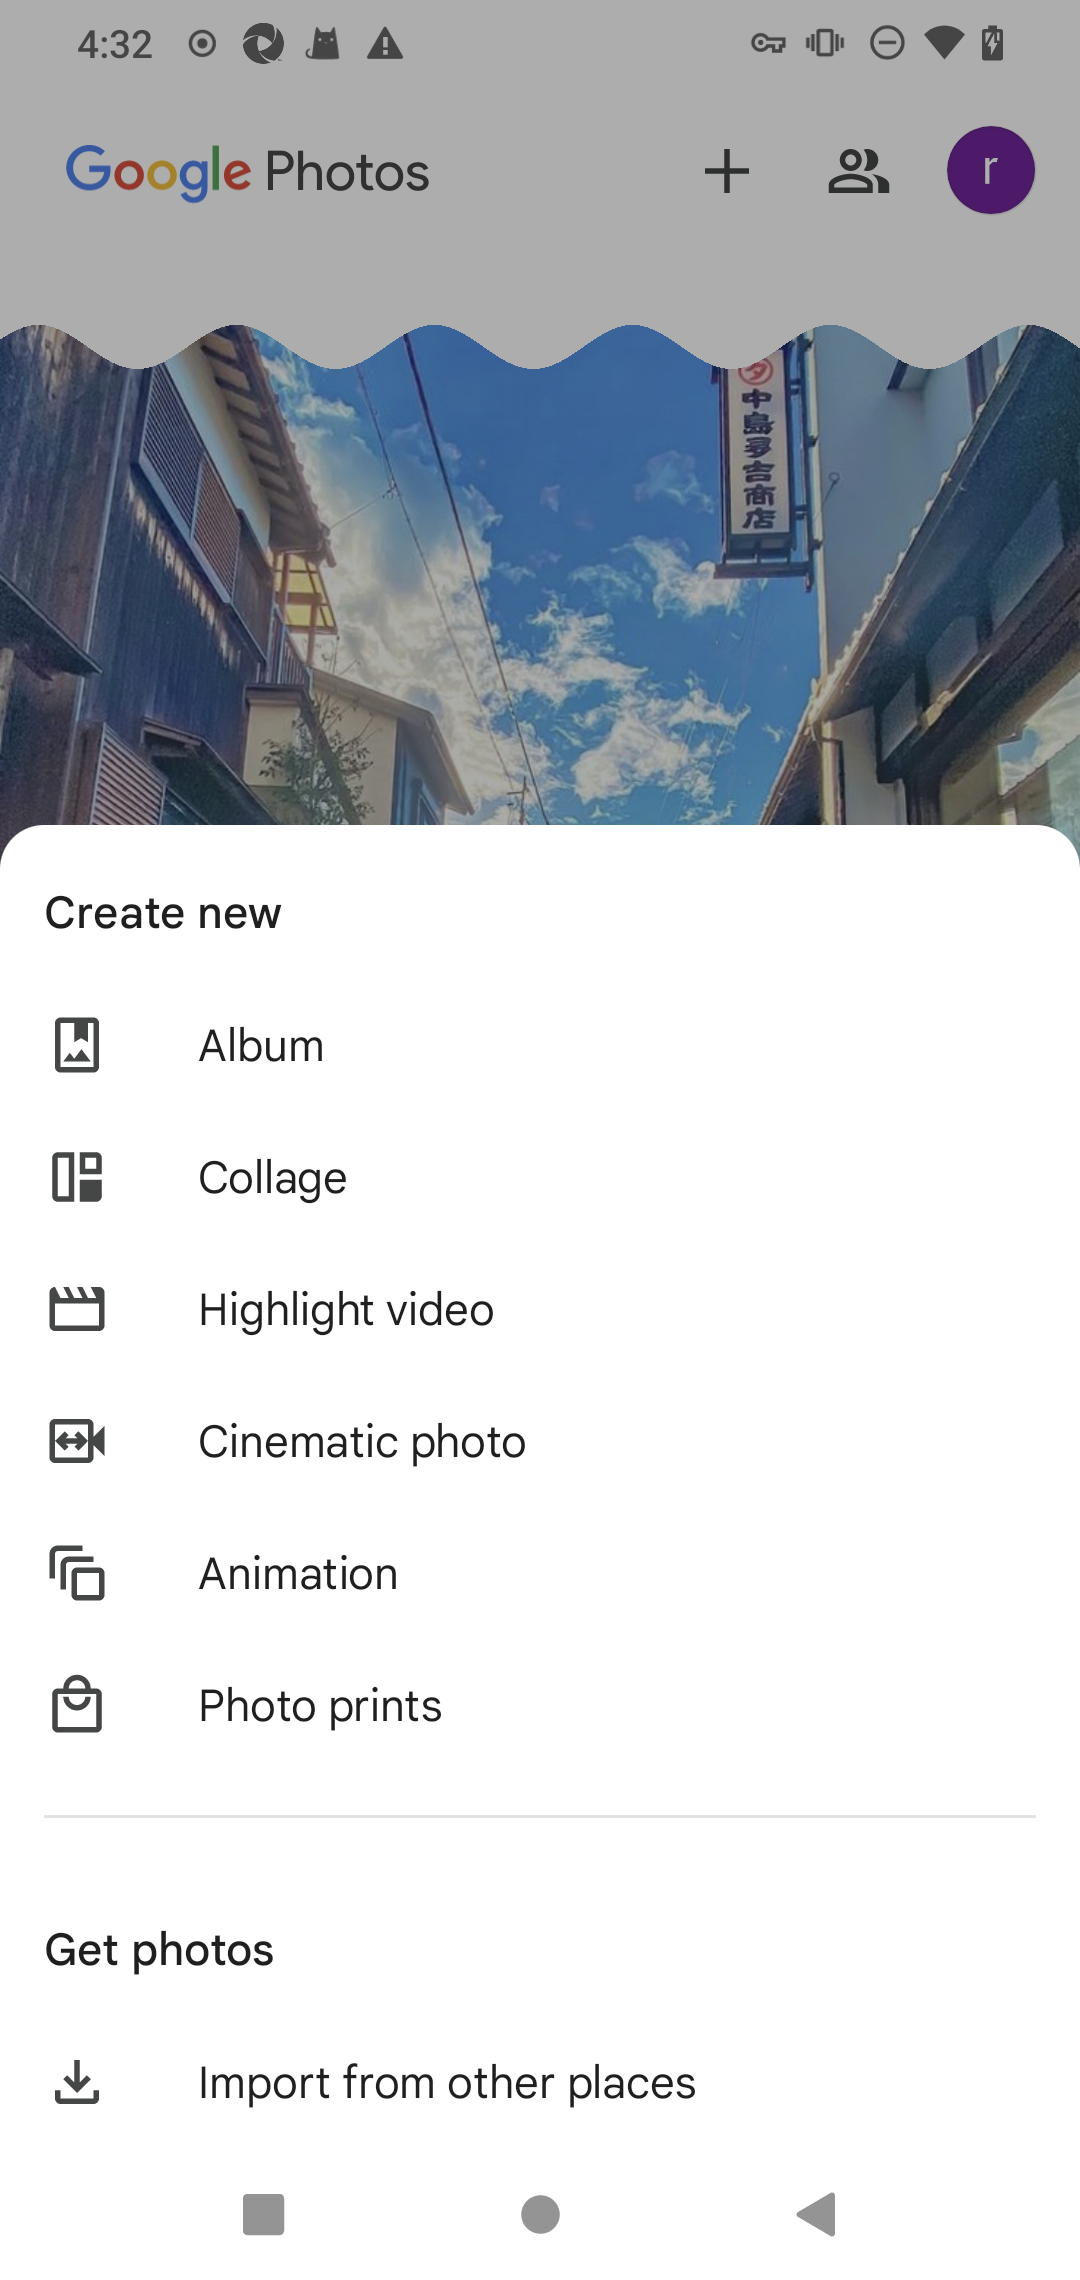 4:32
Google Photos
r
中島多吉商店
Create new
Album
Collage
Highlight video
Cinematic photo
Animation
Photo prints
Get photos
Import from other places